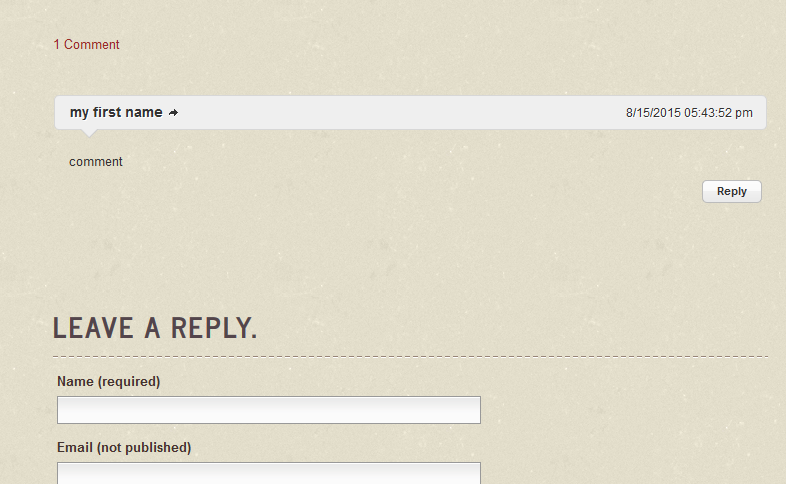 1 Comment
my first name
8/15/2015 05:43:52 pm
comment
Reply
LEAVE A REPLY.
Name (required)
Email (not published)